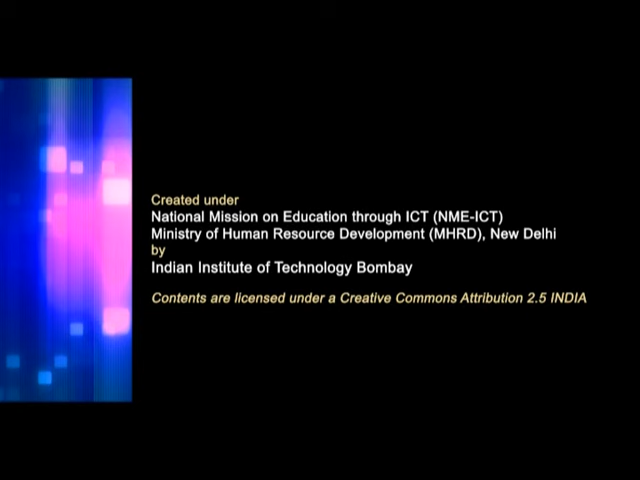 Created under
National Mission on Education through ICT (NME-ICT)
Ministry of Human Resource Development (MHRD), New Delhi
by
Indian Institute of Technology Bombay
Contents are licensed under a Creative Commons Attribution 2.5 INDIA